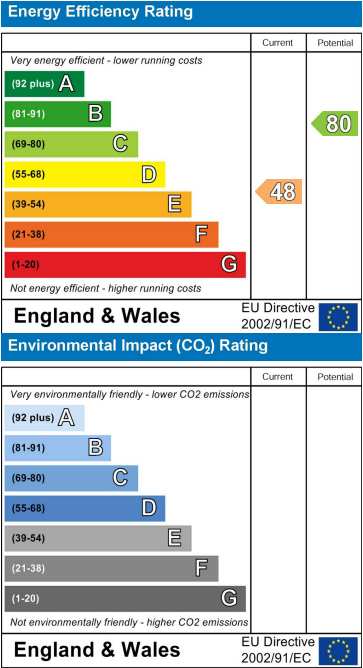 Energy Efficiency Rating
Current Potential
Very energy efficient - lower running costs
(92 plus) A
(81-91) B
80
(69-80) C
(55-68) D
48
(39-54) E
(21-38) F
(1-20) G
Not energy efficient - higher running costs
England & Wales
EU Directive
2002/91/EC
Environmental Impact (CO₂) Rating
Current Potential
Very environmentally friendly - lower CO2 emissions
(92 plus) A
(81-91) B
(69-80) C
(55-68) D
(39-54) E
(21-38) F
(1-20) G
Not environmentally friendly - higher CO2 emissions
England & Wales
EU Directive
2002/91/EC